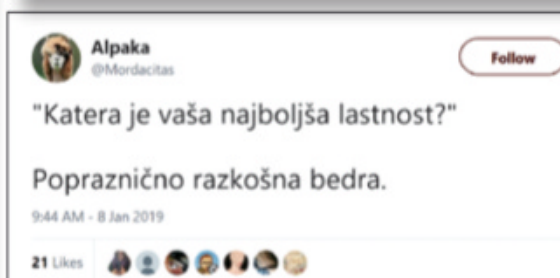 Alpaka
@Mordacitas
Follow
"Katera je vaša najboljša lastnost?"
Popraznično razkošna bedra.
9:44 AM - 8 Jan 2019
21 Likes